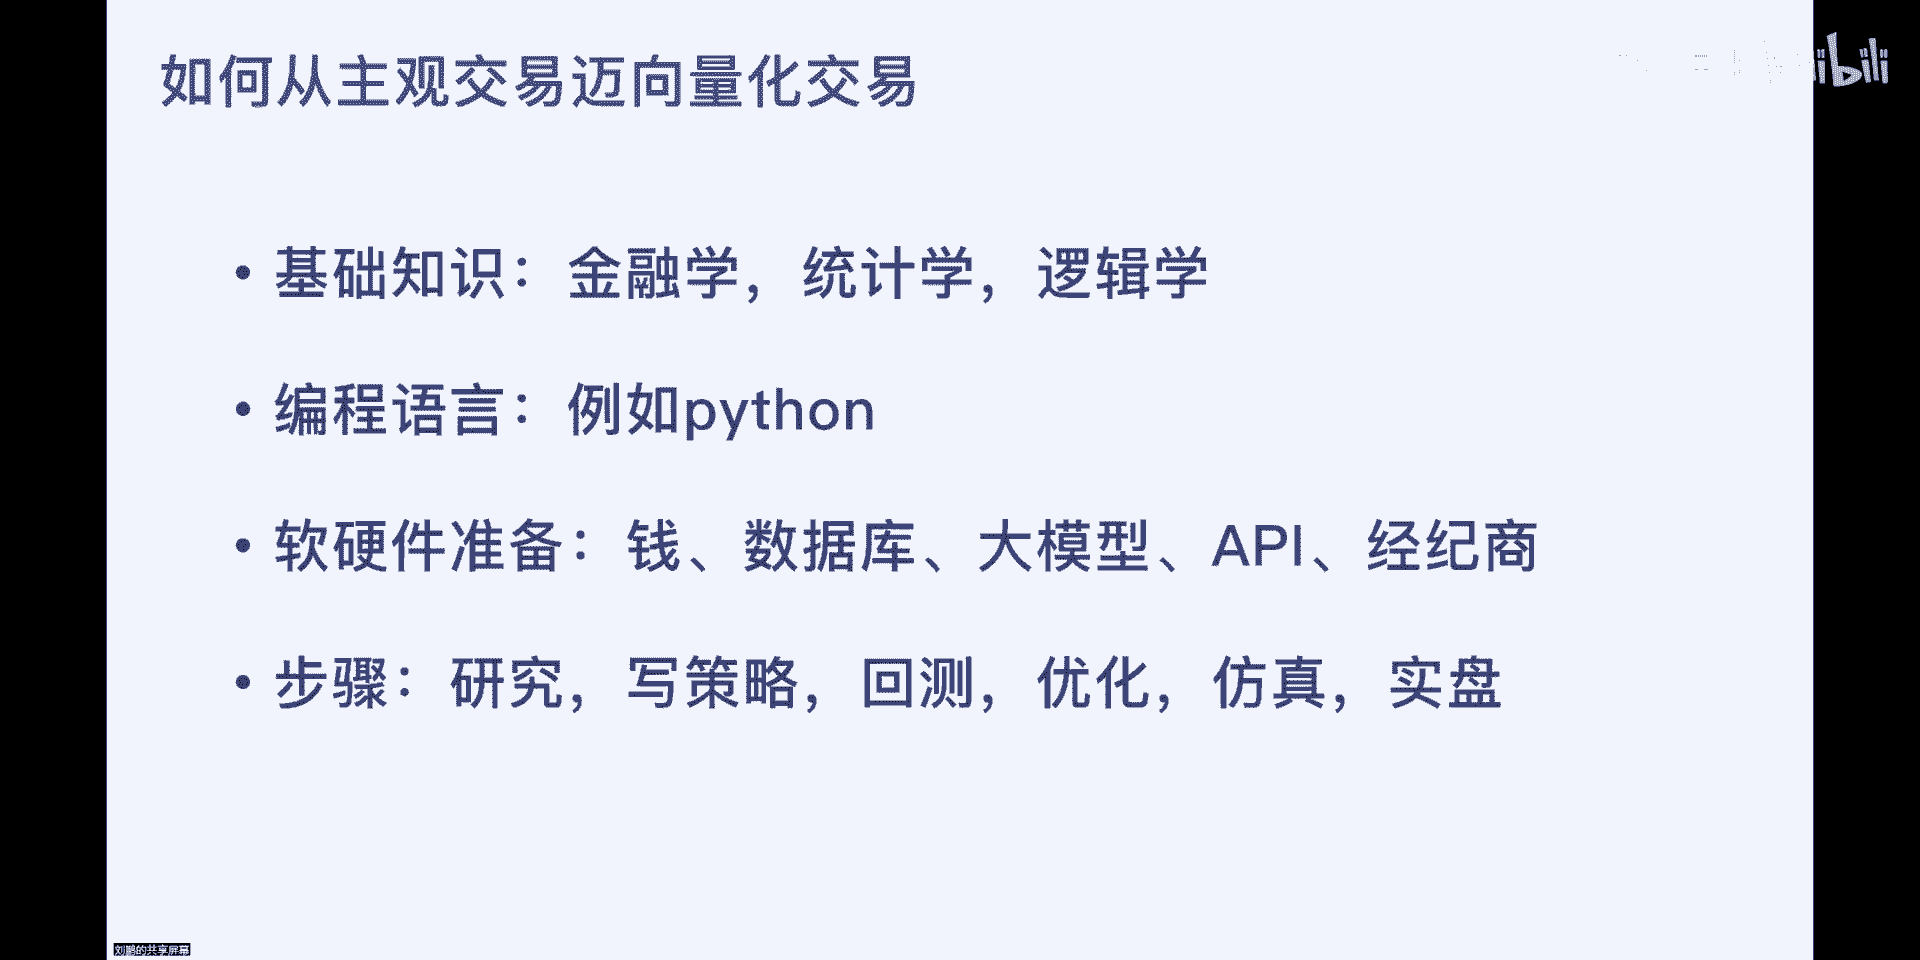 如何从主观交易迈向量化交易
• 基础知识：金融学，统计学，逻辑学
• 编程语言：例如python
• 软硬件准备：钱、数据库、大模型、API、经纪商
• 步骤：研究，写策略，回测，优化，仿真，实盘
刘鹏的共享屏幕